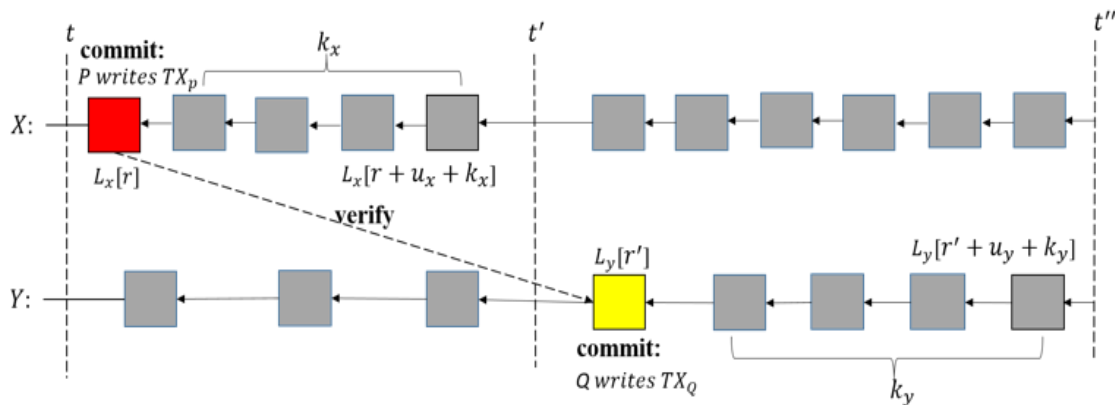 t
t′
t″
commit:
P writes TX_p
k_x
X:
L_x[r]
L_x[r + u_x + k_x]
verify
L_y[r′]
L_y[r′ + u_y + k_y]
Y:
commit:
Q writes TX_Q
k_y